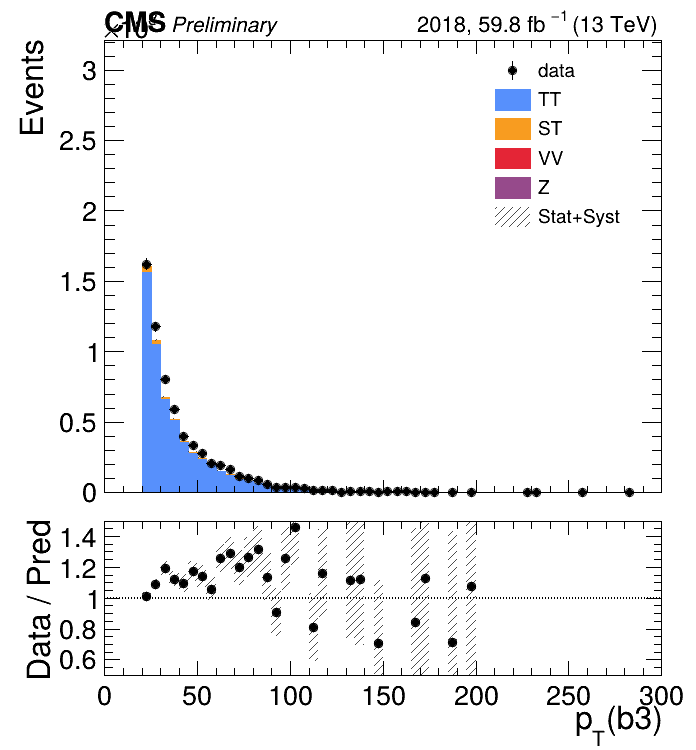 CMS Preliminary 2018, 59.8 fb⁻¹ (13 TeV)
Events
3
2.5
2
1.5
1
0.5
0
data
TT
ST
VV
Z
Stat+Syst
Data / Pred
1.4
1.2
1
0.8
0.6
0 50 100 150 200 250 300
p_T(b3)